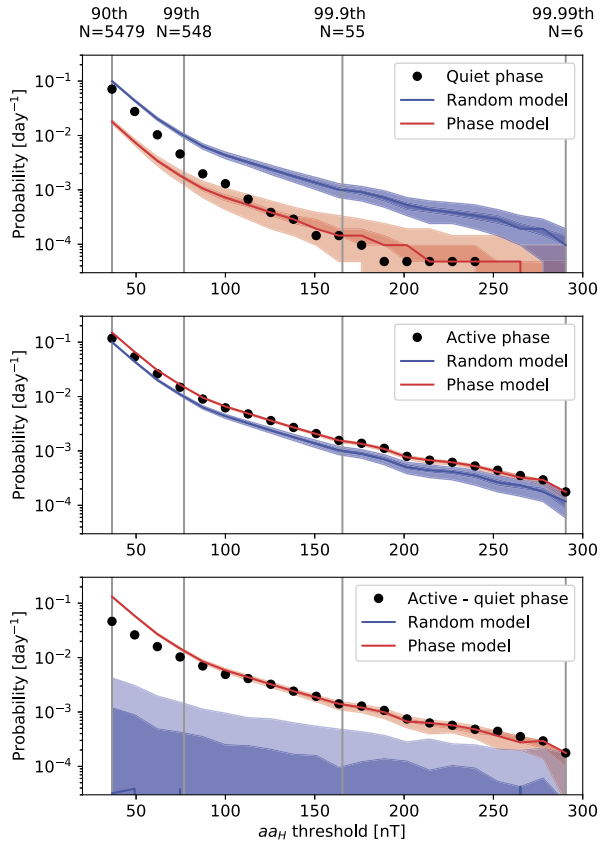 90th 99th 99.9th 99.99th
N=5479 N=548 N=55 N=6
Quiet phase
Random model
Phase model
Probability [day⁻¹]
10⁻¹
10⁻²
10⁻³
10⁻⁴
50 100 150 200 250 300
Active phase
Random model
Phase model
Probability [day⁻¹]
10⁻¹
10⁻²
10⁻³
10⁻⁴
50 100 150 200 250 300
Active - quiet phase
Random model
Phase model
Probability [day⁻¹]
10⁻¹
10⁻²
10⁻³
10⁻⁴
50 100 150 200 250 300
aa_H threshold [nT]